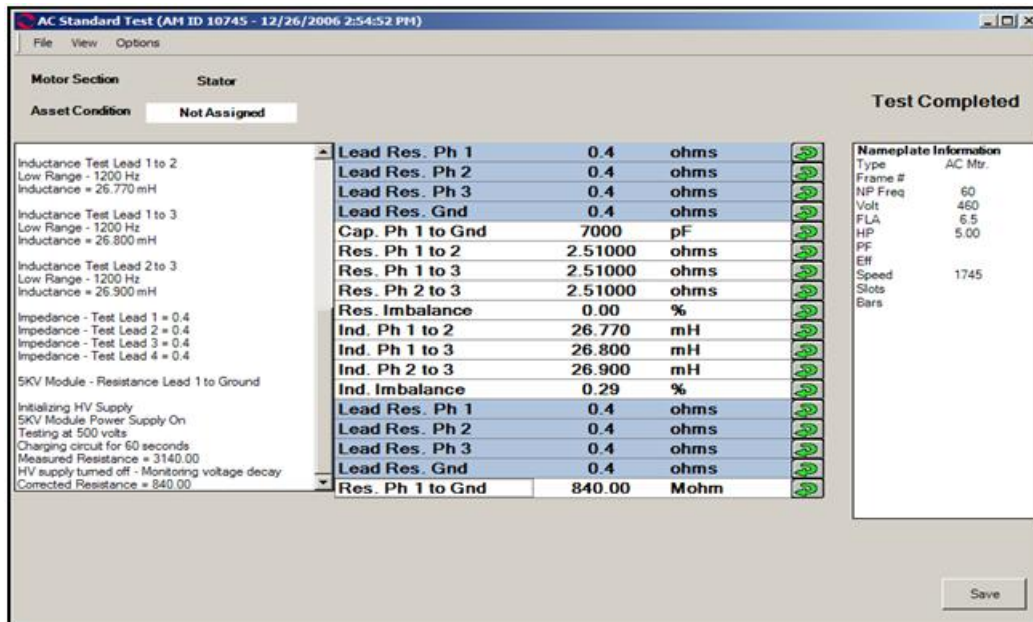 AC Standard Test (AM ID 10745 - 12/26/2006 2:54:52 PM)
File View Options
Motor Section Stator
Asset Condition Not Assigned
Test Completed
Inductance Test Lead 1 to 2
Low Range - 1200 Hz
Inductance = 26.770 mH
Inductance Test Lead 1 to 3
Low Range - 1200 Hz
Inductance = 26.800 mH
Inductance Test Lead 2 to 3
Low Range - 1200 Hz
Inductance = 26.900 mH
Impedance - Test Lead 1 = 0.4
Impedance - Test Lead 2 = 0.4
Impedance - Test Lead 3 = 0.4
Impedance - Test Lead 4 = 0.4
5KV Module - Resistance Lead 1 to Ground
Initializing HV Supply
5KV Module Power Supply On
Testing at 500 volts
Charging circuit for 60 seconds
Measured Resistance = 3140.00
HV supply turned off - Monitoring voltage decay
Corrected Resistance = 840.00
Lead Res. Ph 1 0.4 ohms
Lead Res. Ph 2 0.4 ohms
Lead Res. Ph 3 0.4 ohms
Lead Res. Gnd 0.4 ohms
Cap. Ph 1 to Gnd 7000 pF
Res. Ph 1 to 2 2.51000 ohms
Res. Ph 1 to 3 2.51000 ohms
Res. Ph 2 to 3 2.51000 ohms
Res. Imbalance 0.00 %
Ind. Ph 1 to 2 26.770 mH
Ind. Ph 1 to 3 26.800 mH
Ind. Ph 2 to 3 26.900 mH
Ind. Imbalance 0.29 %
Lead Res. Ph 1 0.4 ohms
Lead Res. Ph 2 0.4 ohms
Lead Res. Ph 3 0.4 ohms
Lead Res. Gnd 0.4 ohms
Res. Ph 1 to Gnd 840.00 Mohm
Nameplate Information
Type AC Mtr.
Frame #
NP Freq 60
Volt 460
FLA 6.5
HP 5.00
PF
Eff
Speed 1745
Slots
Bars
Save